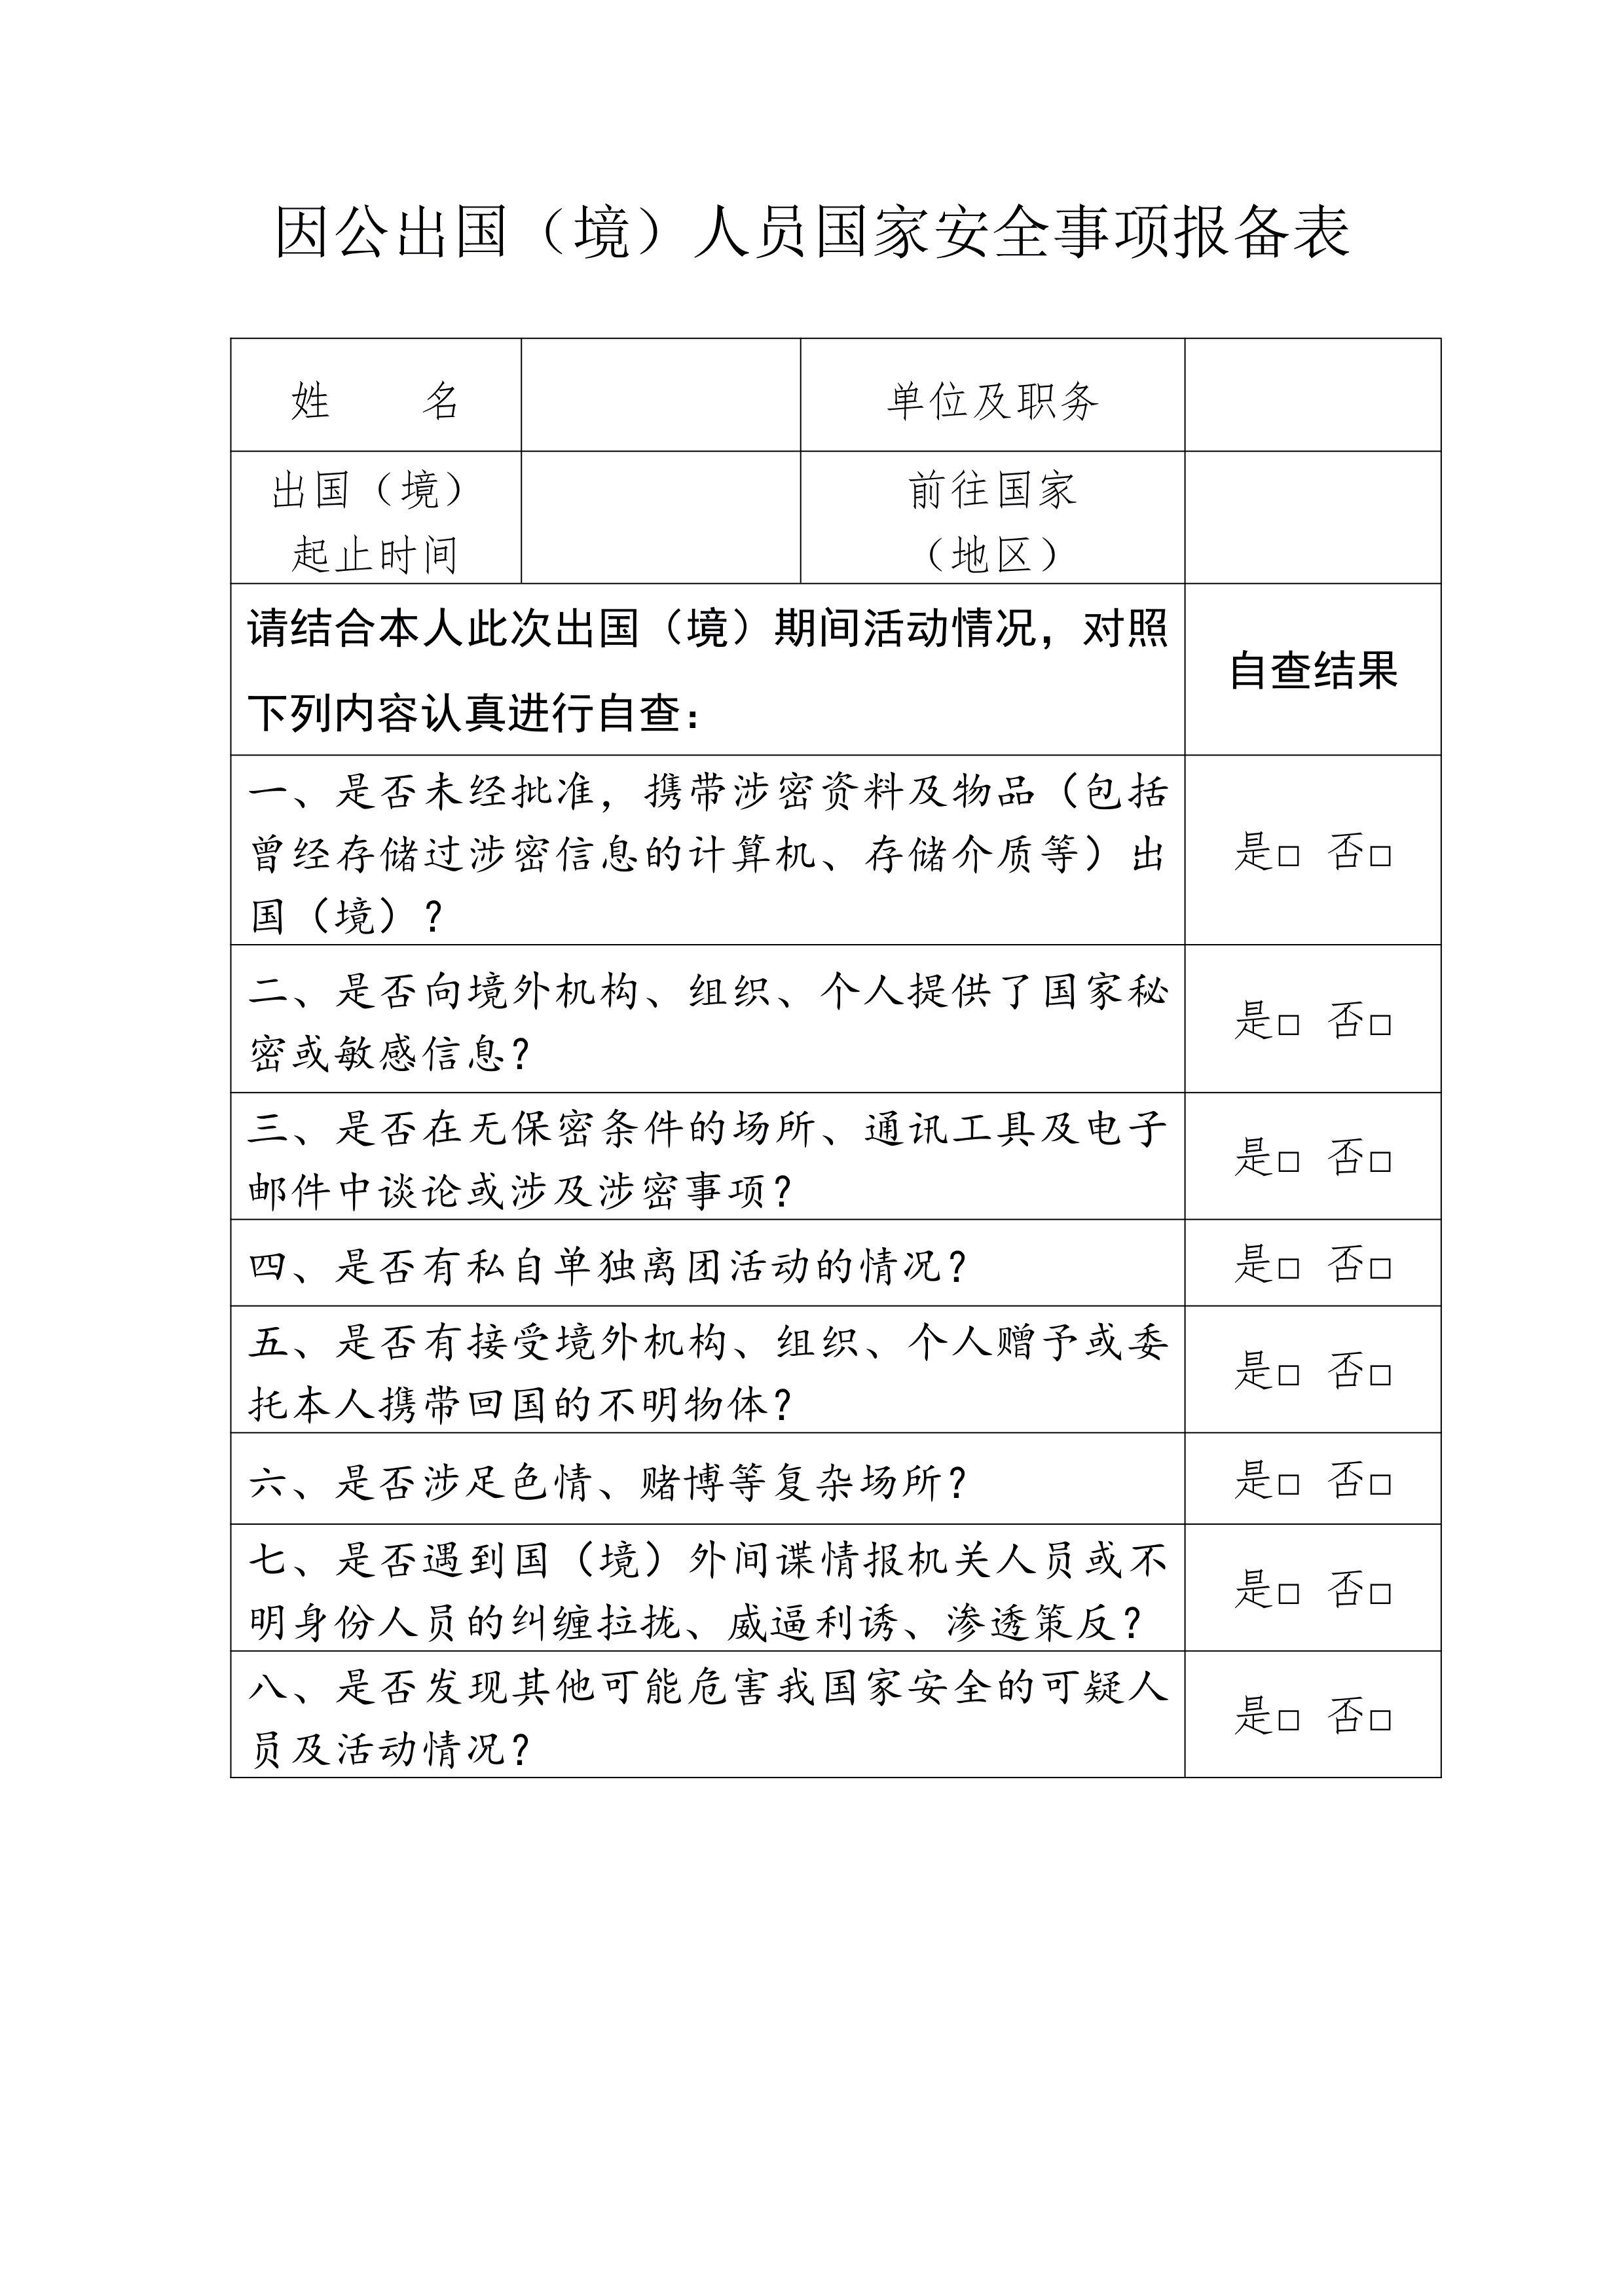 因公出国（境）人员国家安全事项报备表
姓　　名
单位及职务
出国（境）
起止时间
前往国家
（地区）
请结合本人此次出国（境）期间活动情况，对照
下列内容认真进行自查：
自查结果
一、是否未经批准，携带涉密资料及物品（包括
曾经存储过涉密信息的计算机、存储介质等）出
国（境）？
是□ 否□
二、是否向境外机构、组织、个人提供了国家秘
密或敏感信息？
是□ 否□
三、是否在无保密条件的场所、通讯工具及电子
邮件中谈论或涉及涉密事项？
是□ 否□
四、是否有私自单独离团活动的情况？
是□ 否□
五、是否有接受境外机构、组织、个人赠予或委
托本人携带回国的不明物体？
是□ 否□
六、是否涉足色情、赌博等复杂场所？
是□ 否□
七、是否遇到国（境）外间谍情报机关人员或不
明身份人员的纠缠拉拢、威逼利诱、渗透策反？
是□ 否□
八、是否发现其他可能危害我国家安全的可疑人
员及活动情况？
是□ 否□